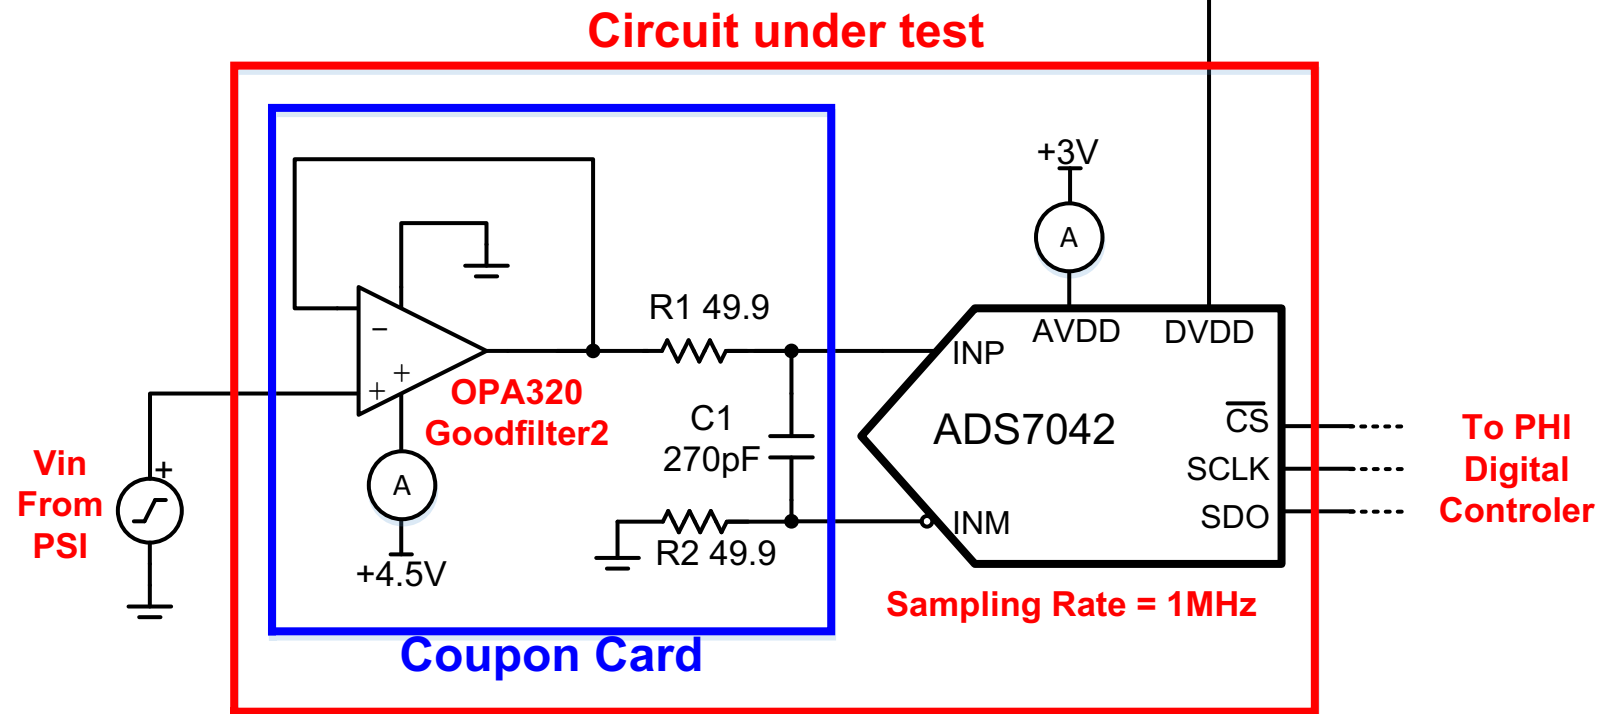 Circuit under test
+3V
A
R1 49.9
AVDD
DVDD
INP
−
+
+
OPA320
Goodfilter2
C1
270pF
ADS7042
CS
SCLK
SDO
To PHI
Digital
Controler
Vin
From
PSI
+
A
INM
R2 49.9
+4.5V
Sampling Rate = 1MHz
Coupon Card